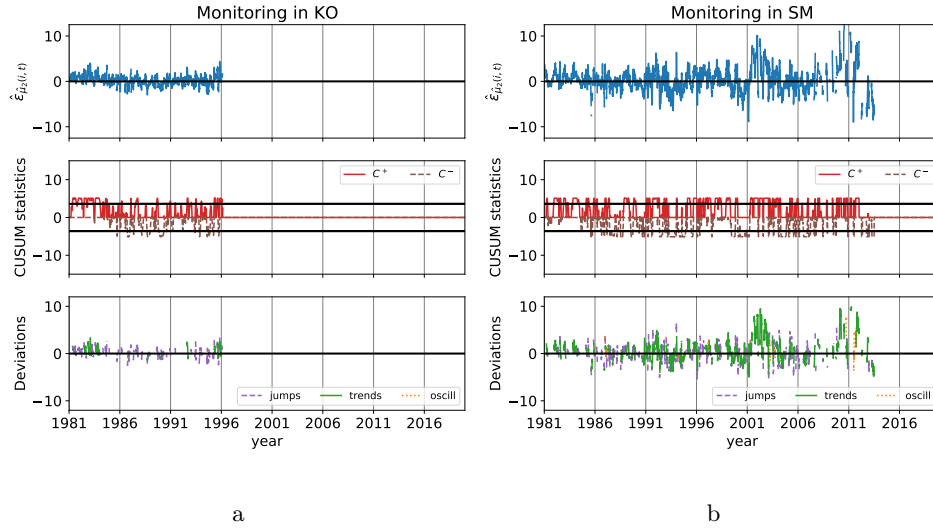 Monitoring in KO
10
0
−10
ε̂_{μ̂₂(i, t)}
10
0
−10
CUSUM statistics
C⁺ C⁻
10
0
−10
Deviations
jumps trends oscill
1981 1986 1991 1996 2001 2006 2011 2016
year
a
Monitoring in SM
10
0
−10
ε̂_{μ̂₂(i, t)}
10
0
−10
CUSUM statistics
C⁺ C⁻
10
0
−10
Deviations
jumps trends oscill
1981 1986 1991 1996 2001 2006 2011 2016
year
b